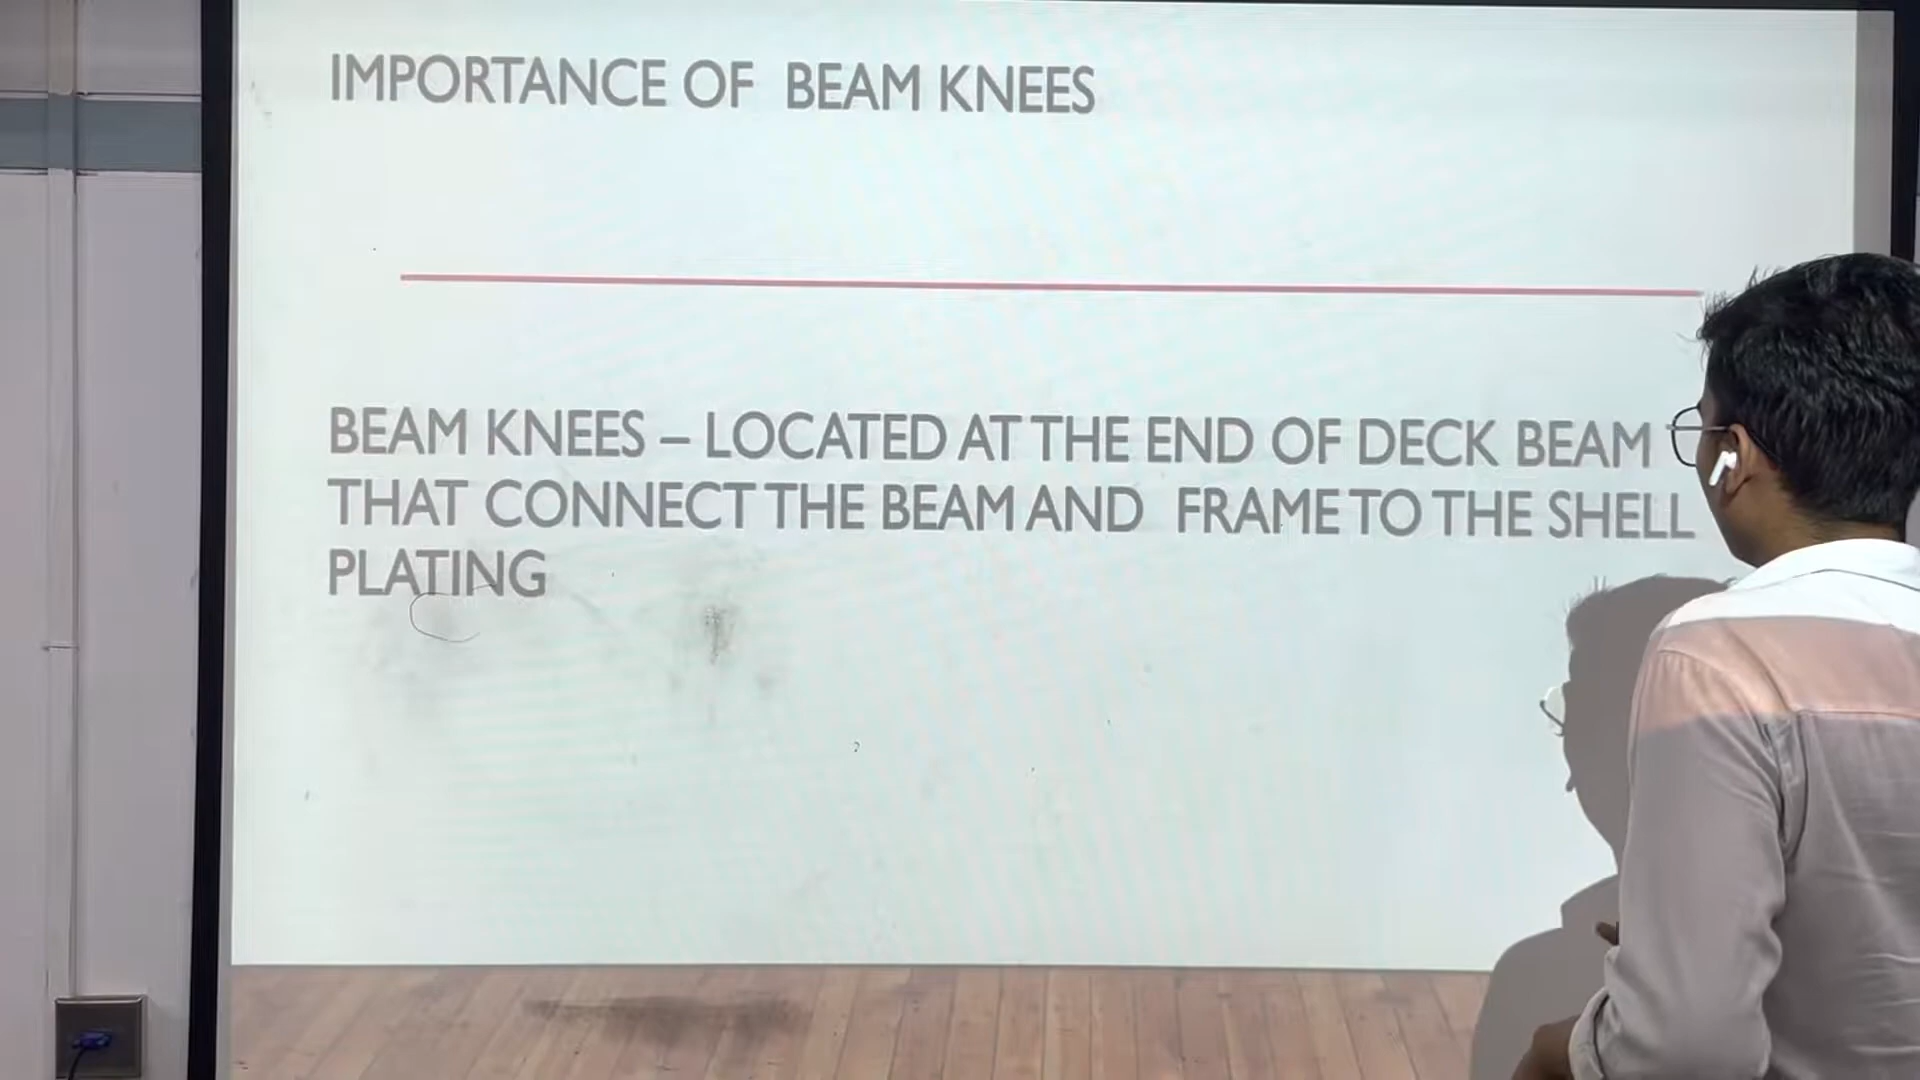 IMPORTANCE OF BEAM KNEES
BEAM KNEES – LOCATED AT THE END OF DECK BEAM
THAT CONNECT THE BEAM AND FRAME TO THE SHELL
PLATING